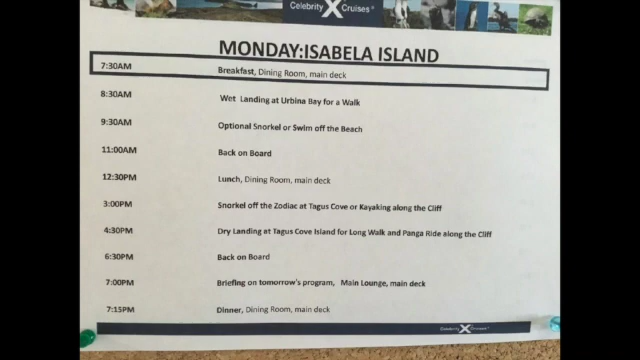 Celebrity X Cruises®
MONDAY:ISABELA ISLAND
7:30AM Breakfast, Dining Room, main deck
8:30AM Wet Landing at Urbina Bay for a Walk
9:30AM Optional Snorkel or Swim off the Beach
11:00AM Back on Board
12:30PM Lunch, Dining Room, main deck
3:00PM Snorkel off the Zodiac at Tagus Cove or Kayaking along the Cliff
4:30PM Dry Landing at Tagus Cove Island for Long Walk and Panga Ride along the Cliff
6:30PM Back on Board
7:00PM Briefing on tomorrow's program, Main Lounge, main deck
7:15PM Dinner, Dining Room, main deck
Celebrity X Cruises®